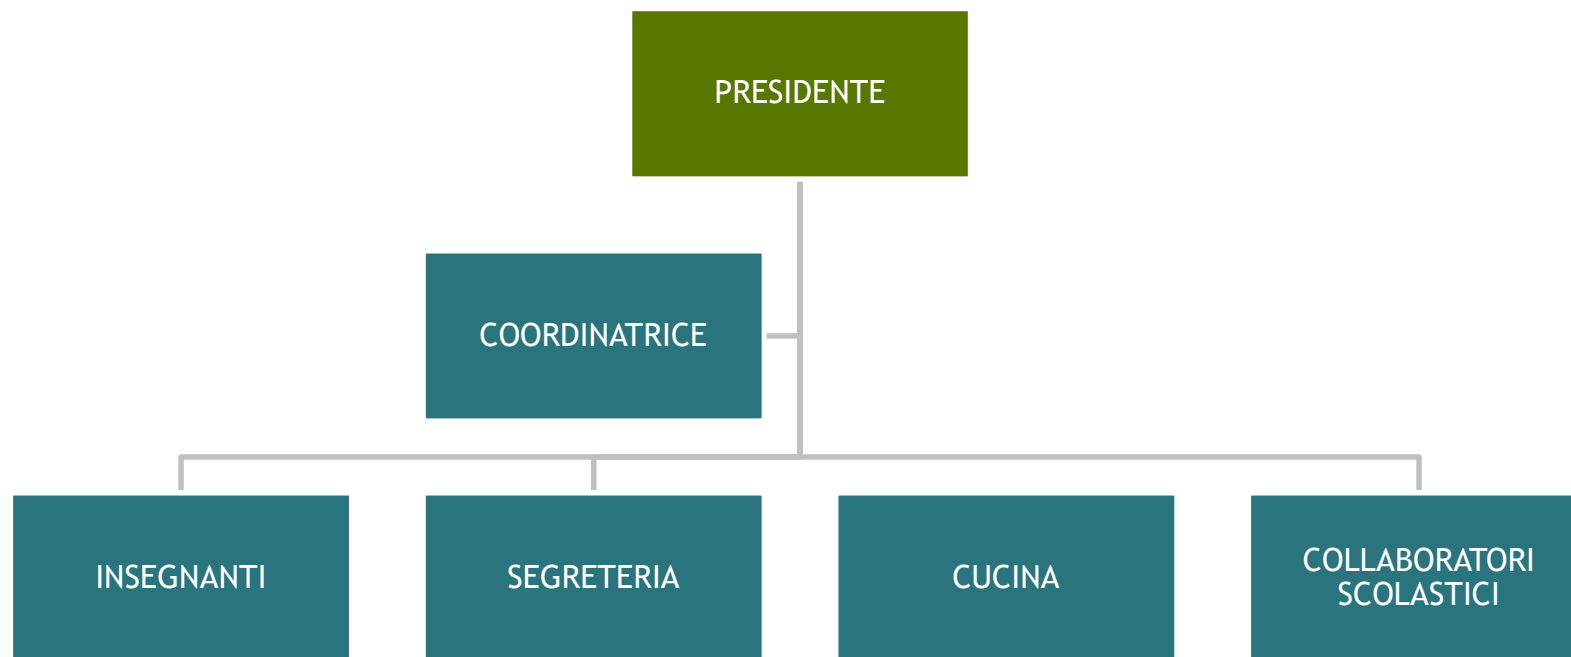 PRESIDENTE
COORDINATRICE
INSEGNANTI
SEGRETERIA
CUCINA
COLLABORATORI
SCOLASTICI